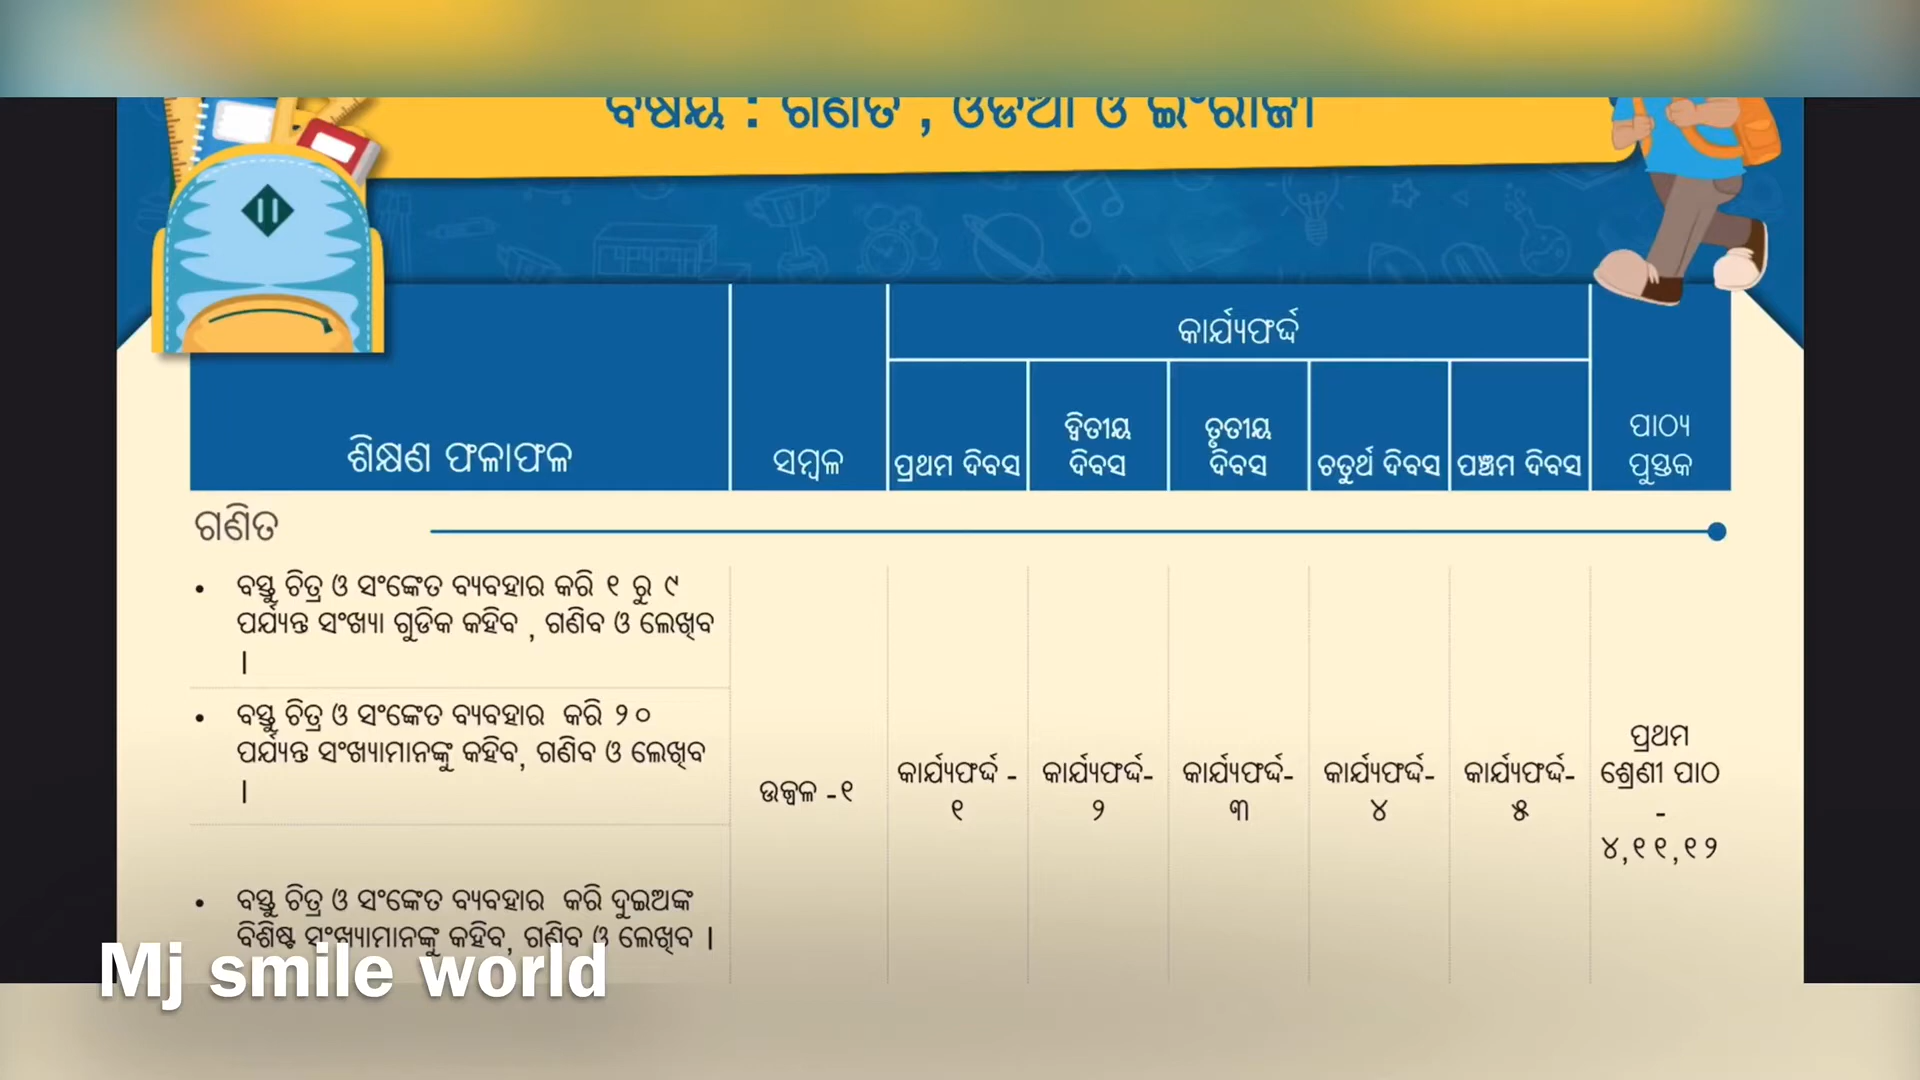 ବିଷୟ : ଗଣିତ , ଓଡିଆ ଓ ଇଂରାଜୀ
କାର୍ଯ୍ୟଫର୍ଦ୍ଦ
ଶିକ୍ଷଣ ଫଳାଫଳ
ସମ୍ବଳ
ପ୍ରଥମ ଦିବସ
ଦ୍ଵିତୀୟ
ଦିବସ
ତୃତୀୟ
ଦିବସ
ଚତୁର୍ଥ ଦିବସ
ପଞ୍ଚମ ଦିବସ
ପାଠ୍ୟ
ପୁସ୍ତକ
ଗଣିତ
• ବସ୍ତୁ ଚିତ୍ର ଓ ସଂଙ୍କେତ ବ୍ୟବହାର କରି ୧ ରୁ ୯
ପର୍ଯ୍ୟନ୍ତ ସଂଖ୍ୟା ଗୁଡିକ କହିବ , ଗଣିବ ଓ ଲେଖିବ
|
• ବସ୍ତୁ ଚିତ୍ର ଓ ସଂଙ୍କେତ ବ୍ୟବହାର କରି ୨୦
ପର୍ଯ୍ୟନ୍ତ ସଂଖ୍ୟାମାନଙ୍କୁ କହିବ, ଗଣିବ ଓ ଲେଖିବ
|
• ବସ୍ତୁ ଚିତ୍ର ଓ ସଂଙ୍କେତ ବ୍ୟବହାର କରି ଦୁଇଅଙ୍କ
ବିଶିଷ୍ଟ ସଂଖ୍ୟାମାନଙ୍କୁ କହିବ, ଗଣିବ ଓ ଲେଖିବ |
ଉଜ୍ଜ୍ଵଳ -୧
କାର୍ଯ୍ୟଫର୍ଦ୍ଦ -
୧
କାର୍ଯ୍ୟଫର୍ଦ୍ଦ-
୨
କାର୍ଯ୍ୟଫର୍ଦ୍ଦ-
୩
କାର୍ଯ୍ୟଫର୍ଦ୍ଦ-
୪
କାର୍ଯ୍ୟଫର୍ଦ୍ଦ-
୫
ପ୍ରଥମ
ଶ୍ରେଣୀ ପାଠ
-
୪,୧୧,୧୨
Mj smile world